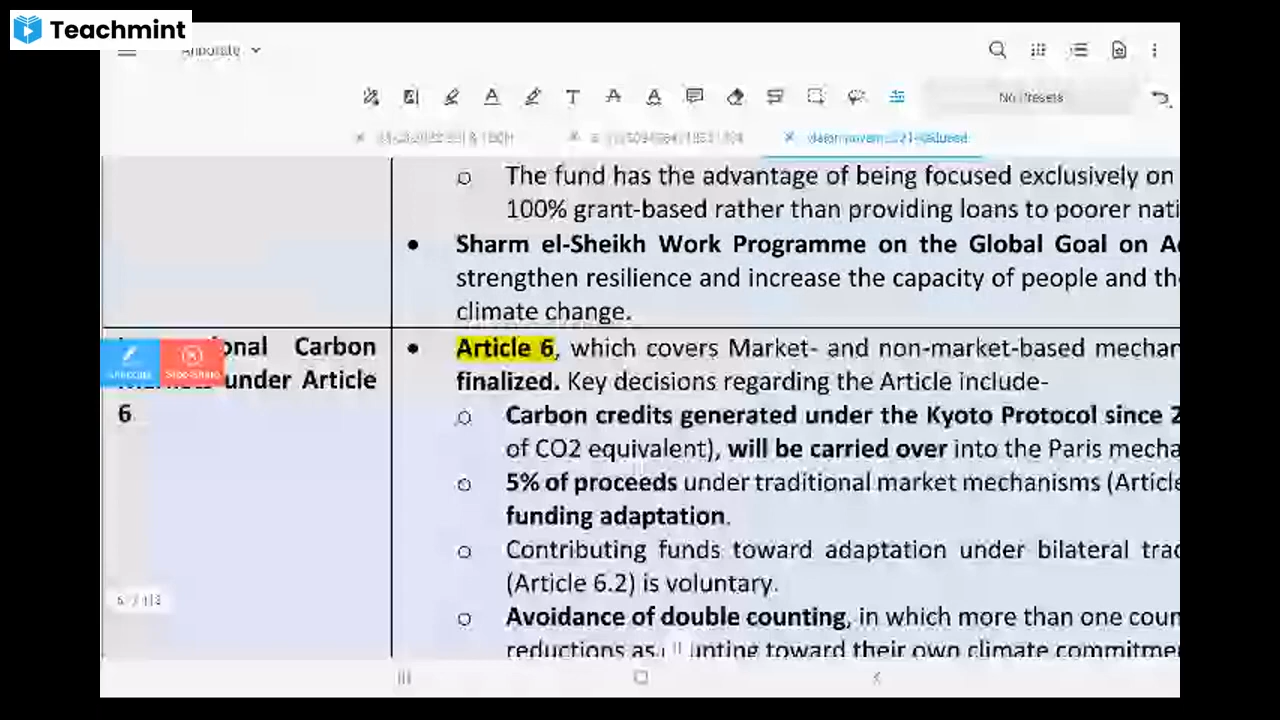 Teachmint
No Presets
The fund has the advantage of being focused exclusively on
100% grant-based rather than providing loans to poorer nati
Sharm el-Sheikh Work Programme on the Global Goal on A
strengthen resilience and increase the capacity of people and th
climate change.
onal Carbon
under Article
6
Article 6, which covers Market- and non-market-based mechan
finalized. Key decisions regarding the Article include-
Carbon credits generated under the Kyoto Protocol since 2
of CO2 equivalent), will be carried over into the Paris mecha
5% of proceeds under traditional market mechanisms (Article
funding adaptation.
Contributing funds toward adaptation under bilateral trad
(Article 6.2) is voluntary.
Avoidance of double counting, in which more than one coun
reductions as unting toward their own climate commitme